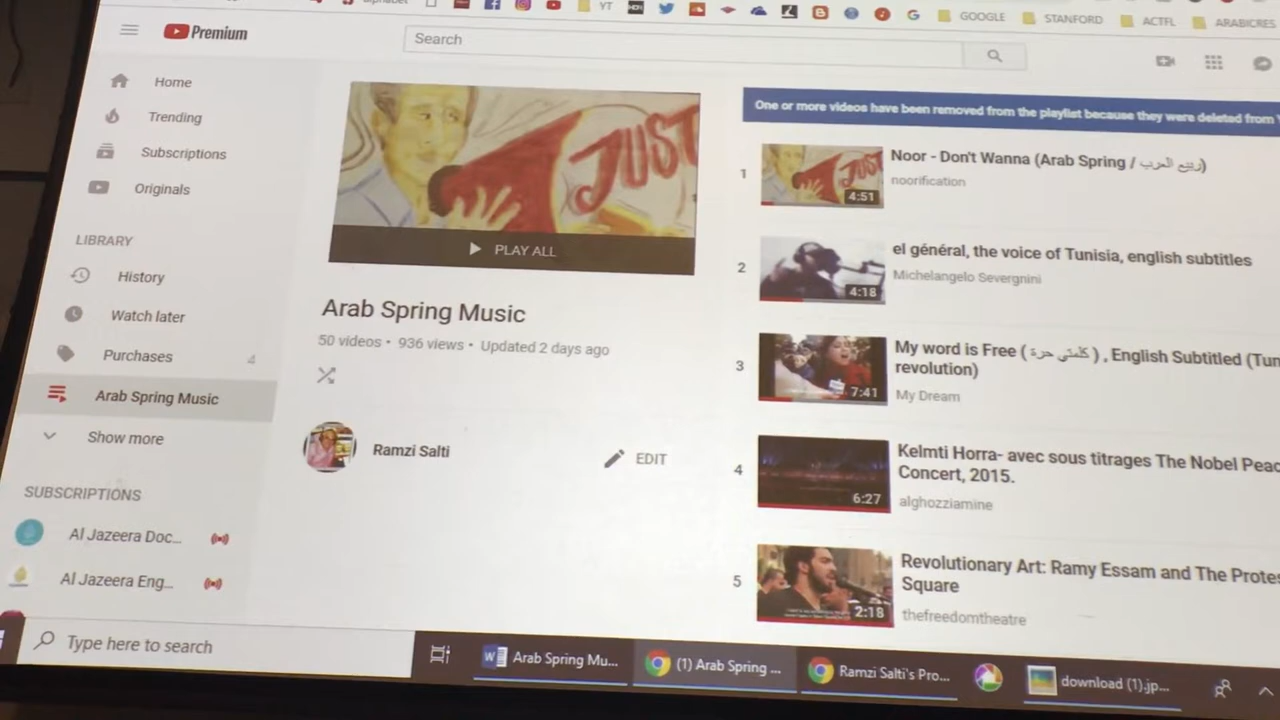 YT
GOOGLE
STANFORD
ACTFL
ARABICRES
Premium
Search
Home
Trending
Subscriptions
Originals
LIBRARY
History
Watch later
Purchases 4
Arab Spring Music
Show more
SUBSCRIPTIONS
Al Jazeera Doc...
Al Jazeera Eng...
JUST
PLAY ALL
Arab Spring Music
50 videos • 936 views • Updated 2 days ago
Ramzi Salti
EDIT
One or more videos have been removed from the playlist because they were deleted from
1
JUST
4:51
Noor - Don't Wanna (Arab Spring / ربيع العرب)
noorification
2
4:18
el général, the voice of Tunisia, english subtitles
Michelangelo Severgnini
3
7:41
My word is Free ( كلمتي حرة ) , English Subtitled (Tun
revolution)
My Dream
4
6:27
Kelmti Horra- avec sous titrages The Nobel Peac
Concert, 2015.
alghozziamine
5
2:18
Revolutionary Art: Ramy Essam and The Protes
Square
thefreedomtheatre
Type here to search
Arab Spring Mu...
(1) Arab Spring ...
Ramzi Salti's Pro...
download (1).jp...